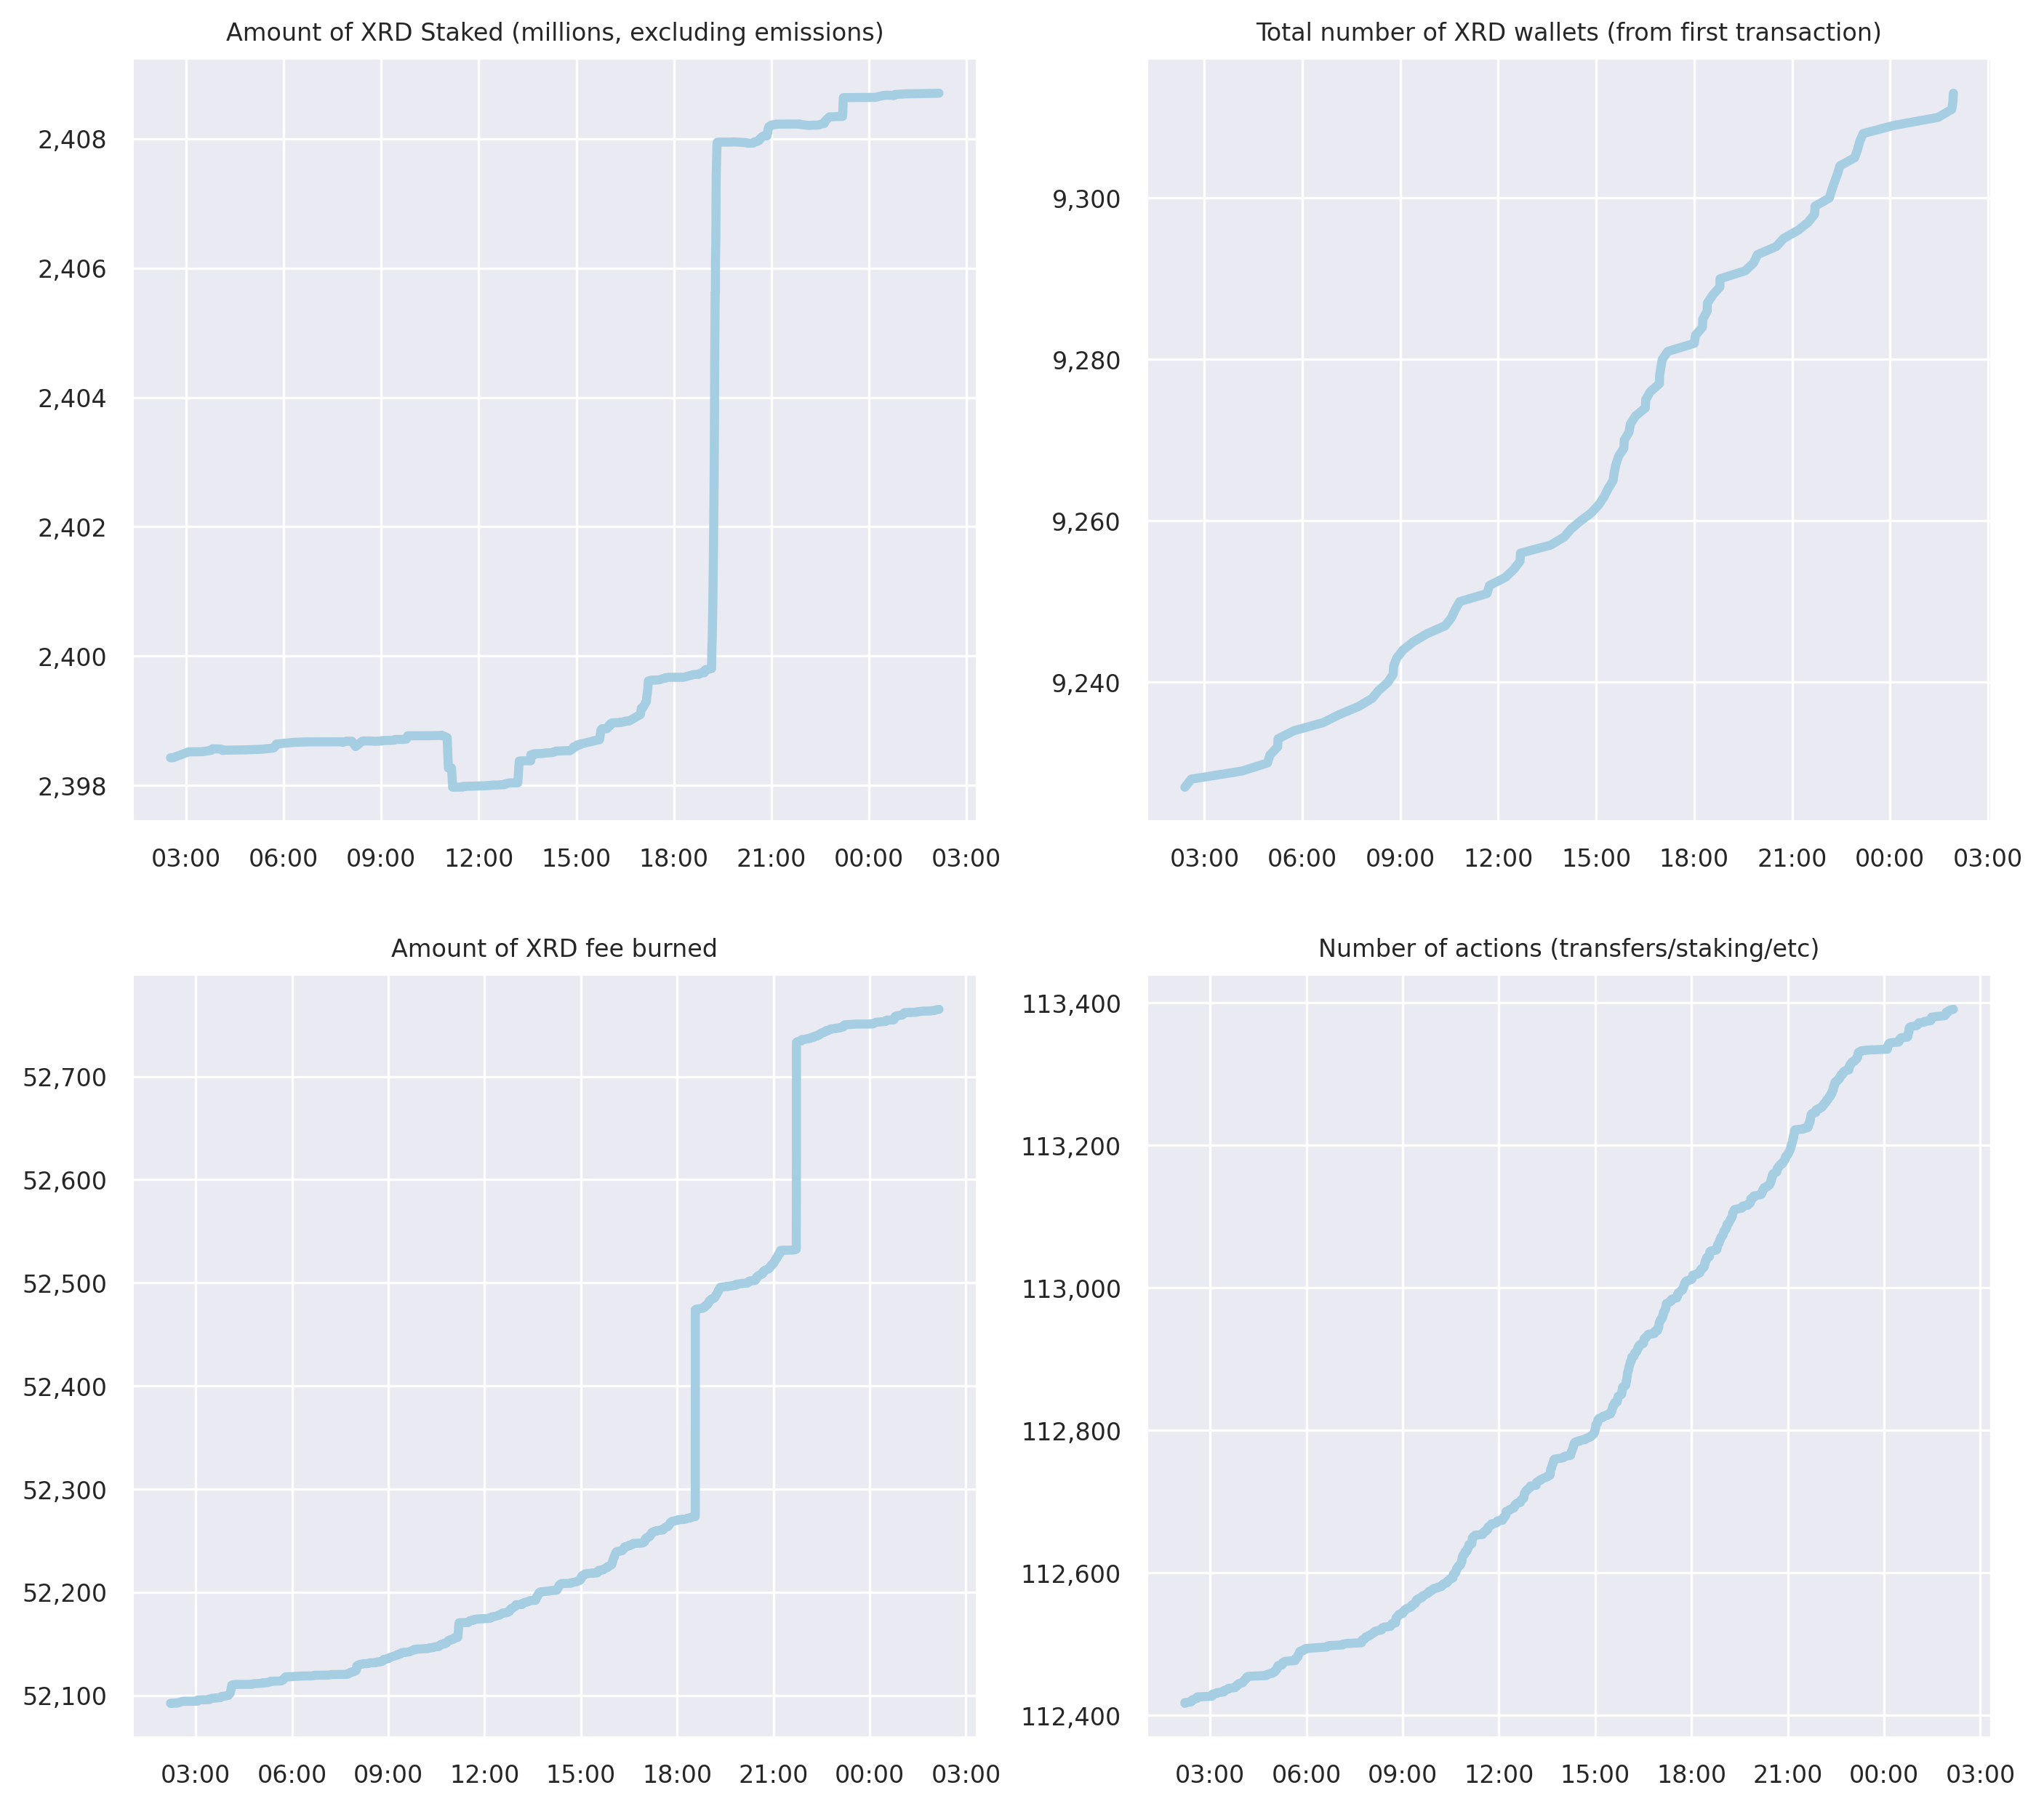 Amount of XRD Staked (millions, excluding emissions)
2,408
2,406
2,404
2,402
2,400
2,398
03:00 06:00 09:00 12:00 15:00 18:00 21:00 00:00 03:00
Total number of XRD wallets (from first transaction)
9,300
9,280
9,260
9,240
03:00 06:00 09:00 12:00 15:00 18:00 21:00 00:00 03:00
Amount of XRD fee burned
52,700
52,600
52,500
52,400
52,300
52,200
52,100
03:00 06:00 09:00 12:00 15:00 18:00 21:00 00:00 03:00
Number of actions (transfers/staking/etc)
113,400
113,200
113,000
112,800
112,600
112,400
03:00 06:00 09:00 12:00 15:00 18:00 21:00 00:00 03:00